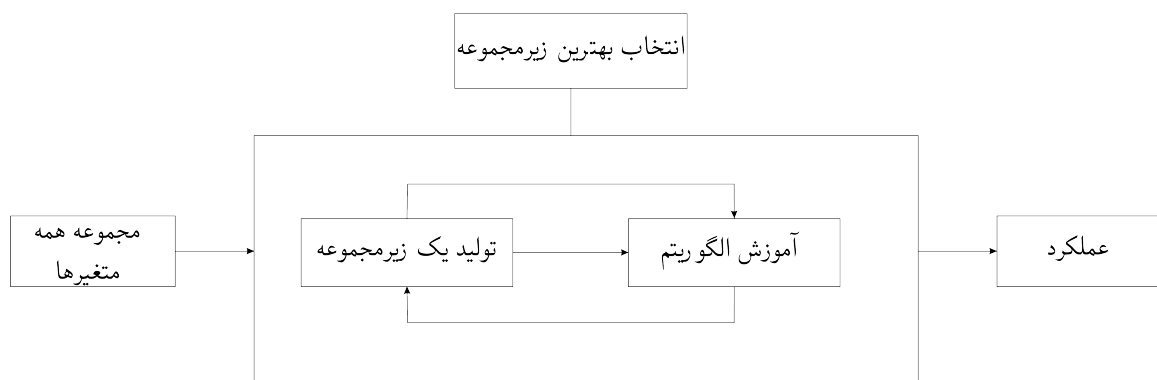 انتخاب بهترین زیرمجموعه
مجموعه همه
متغیرها
تولید یک زیرمجموعه
آموزش الگوریتم
عملکرد